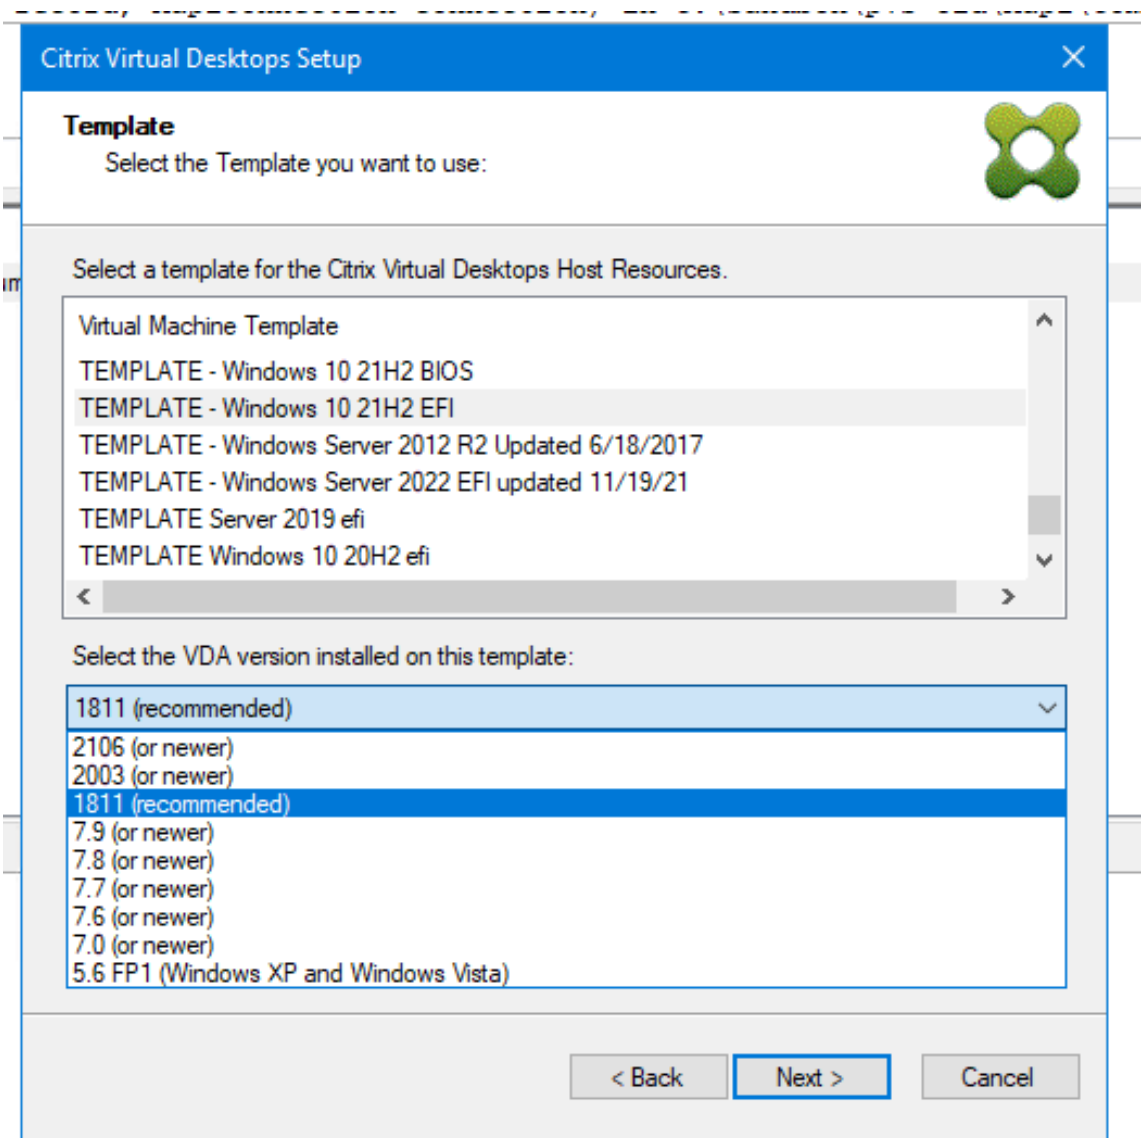 Citrix Virtual Desktops Setup
Template
Select the Template you want to use:
Select a template for the Citrix Virtual Desktops Host Resources.
Virtual Machine Template
TEMPLATE - Windows 10 21H2 BIOS
TEMPLATE - Windows 10 21H2 EFI
TEMPLATE - Windows Server 2012 R2 Updated 6/18/2017
TEMPLATE - Windows Server 2022 EFI updated 11/19/21
TEMPLATE Server 2019 efi
TEMPLATE Windows 10 20H2 efi
Select the VDA version installed on this template:
1811 (recommended)
2106 (or newer)
2003 (or newer)
1811 (recommended)
7.9 (or newer)
7.8 (or newer)
7.7 (or newer)
7.6 (or newer)
7.0 (or newer)
5.6 FP1 (Windows XP and Windows Vista)
< Back
Next >
Cancel